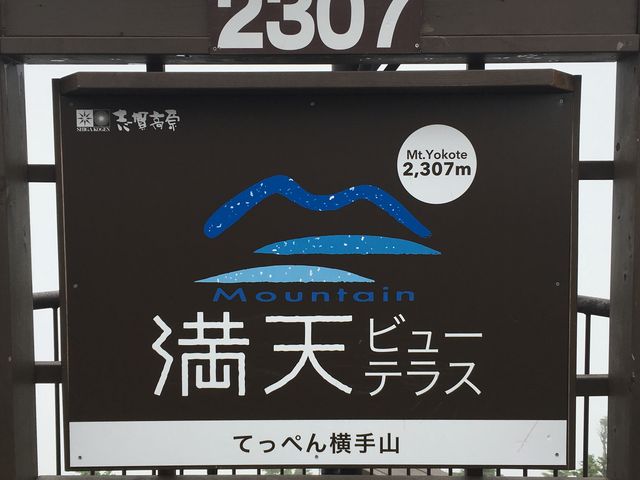 2307
SHIGA KOGEN
志賀高原
Mt.Yokote
2,307m
Mountain
満天ビュー
テラス
てっぺん横手山